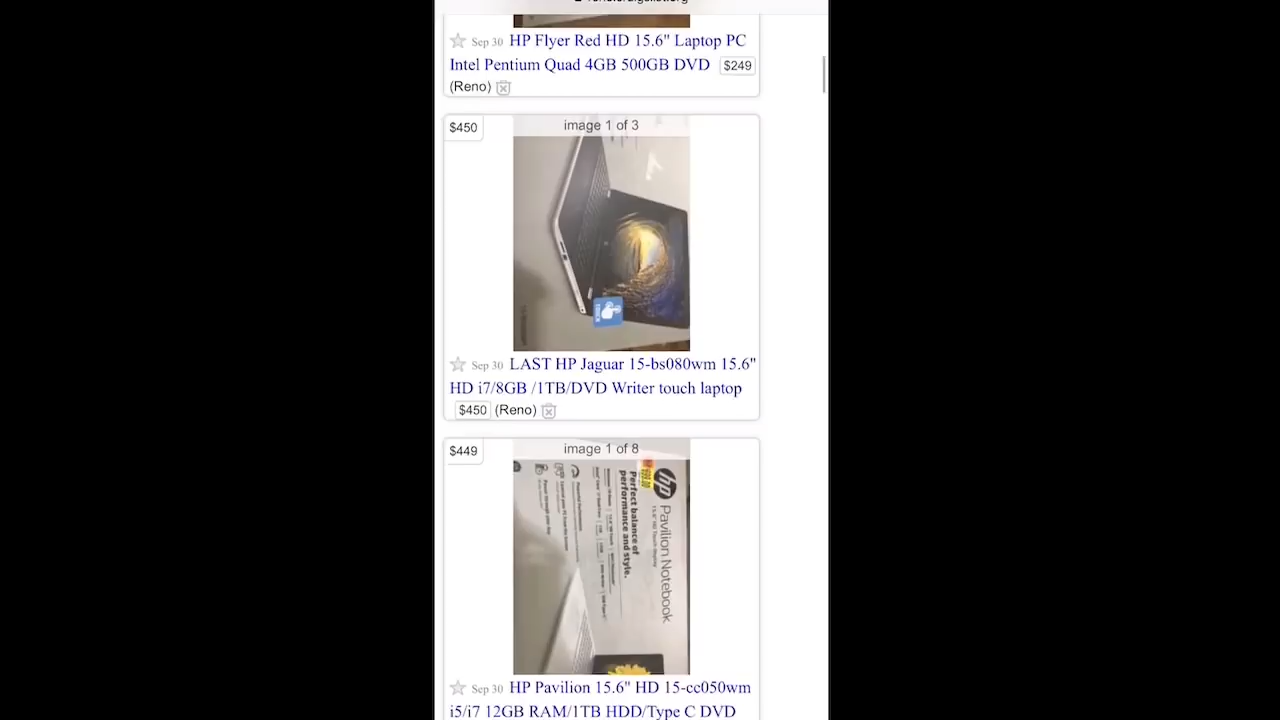 Sep 30 HP Flyer Red HD 15.6" Laptop PC
Intel Pentium Quad 4GB 500GB DVD $249
(Reno)
$450
image 1 of 3
Sep 30 LAST HP Jaguar 15-bs080wm 15.6"
HD i7/8GB /1TB/DVD Writer touch laptop
$450 (Reno)
$449
image 1 of 8
hp
Pavilion Notebook
Perfect balance of
performance and style.
Sep 30 HP Pavilion 15.6" HD 15-cc050wm
i5/i7 12GB RAM/1TB HDD/Type C DVD